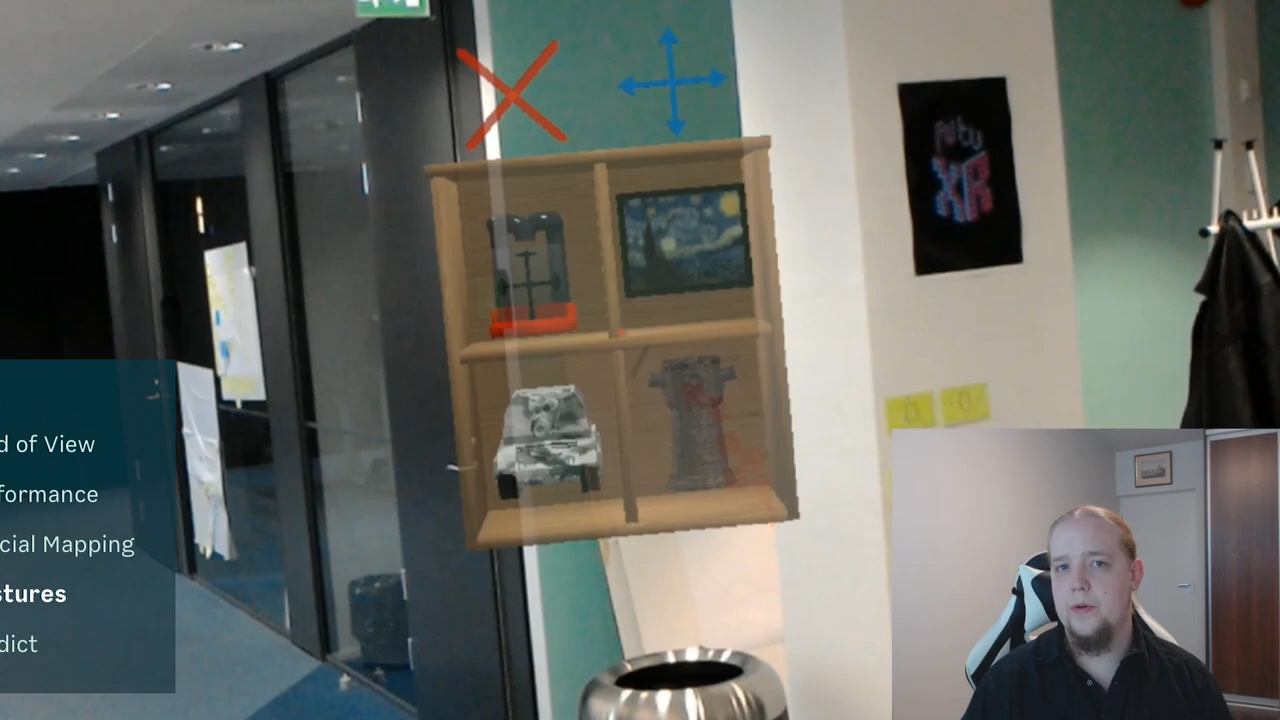 d of View
formance
cial Mapping
stures
dict
XR